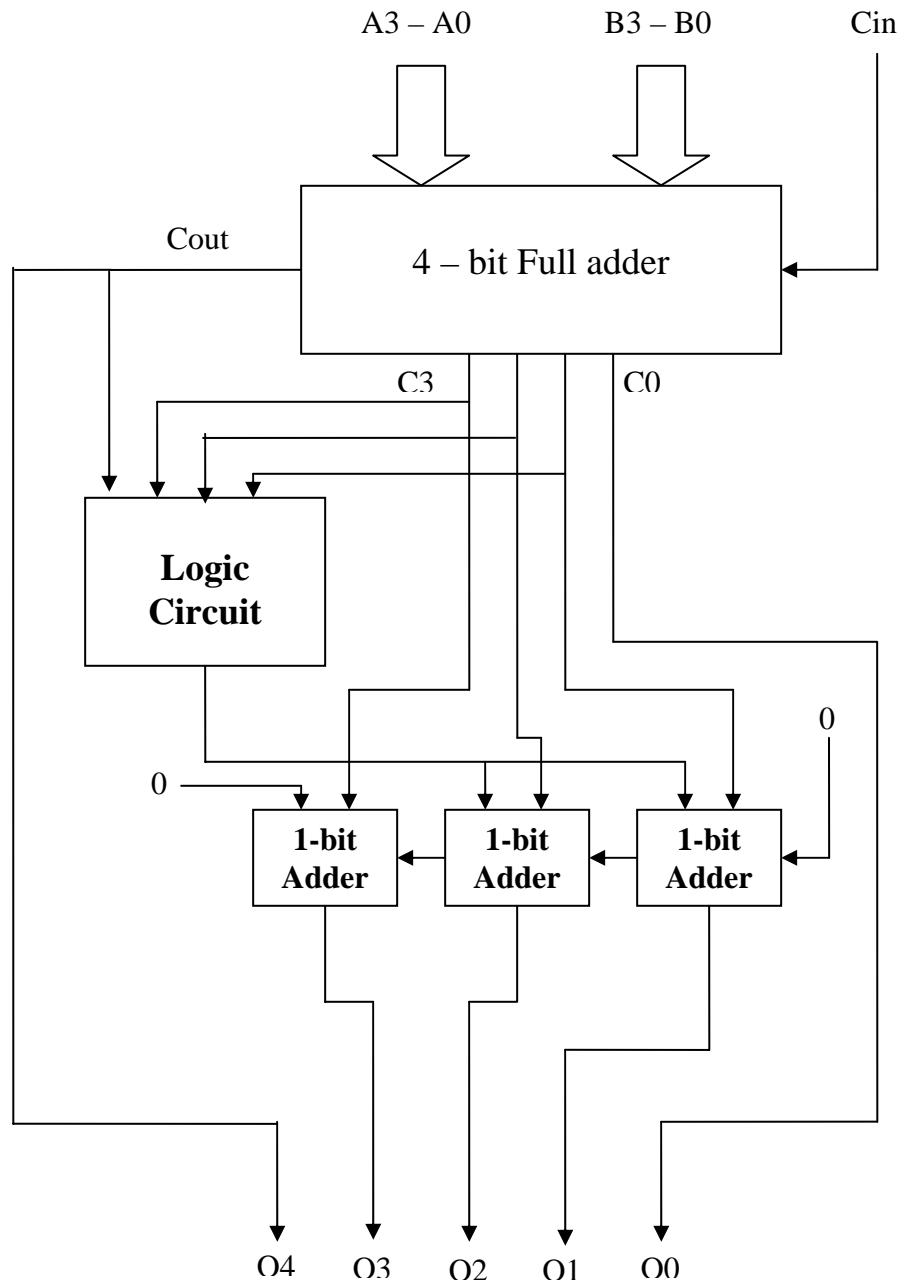 A3 – A0 B3 – B0 Cin
Cout
4 – bit Full adder
C3 C0
Logic
Circuit
0
0
1-bit
Adder
1-bit
Adder
1-bit
Adder
O4 O3 O2 O1 O0